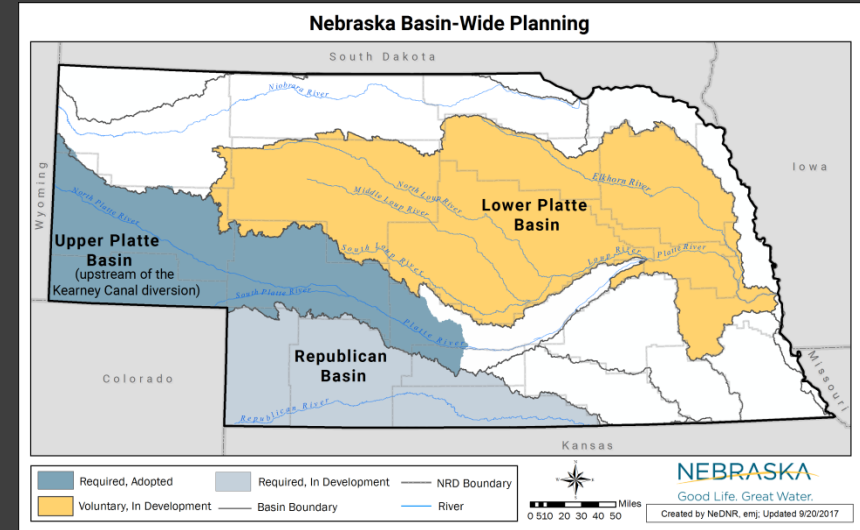 Nebraska Basin-Wide Planning
South Dakota
Niobrara River
Iowa
Wyoming
Elkhorn River
North Loup River
Middle Loup River
Lower Platte
Basin
North Platte River
Upper Platte
Basin
(upstream of the
Kearney Canal diversion)
South Loup River
Loup River
Platte River
South Platte River
Platte River
Republican
Basin
Colorado
Missouri
Republican River
Kansas
Required, Adopted
Required, In Development
NRD Boundary
Voluntary, In Development
Basin Boundary
River
N
0 5 10 20 30 40 50 Miles
NEBRASKA
Good Life. Great Water.
Created by NeDNR, emj; Updated 9/20/2017